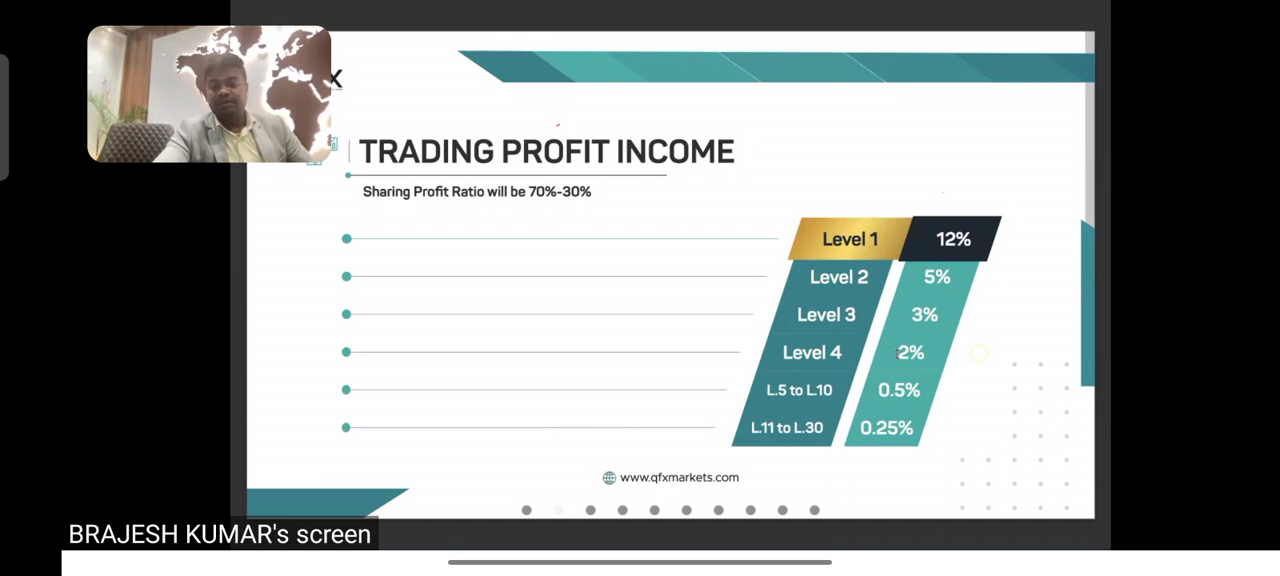 X
TRADING PROFIT INCOME
Sharing Profit Ratio will be 70%-30%
Level 1 12%
Level 2 5%
Level 3 3%
Level 4 2%
L.5 to L.10 0.5%
L.11 to L.30 0.25%
www.qfxmarkets.com
BRAJESH KUMAR's screen